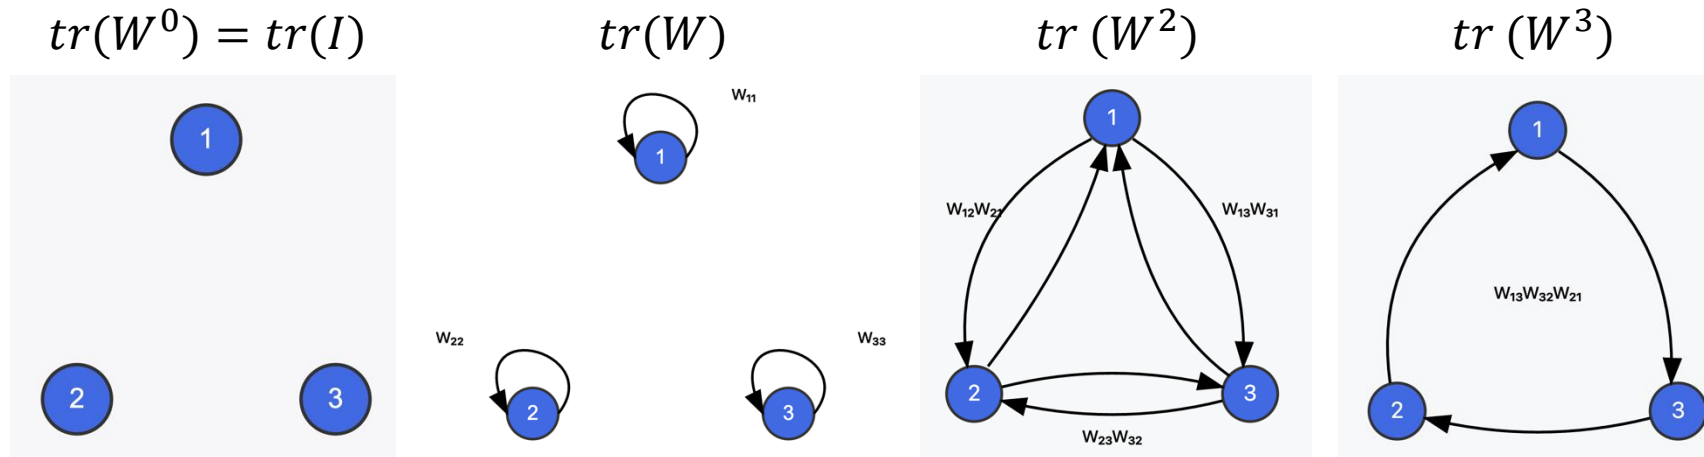 tr(W⁰) = tr(I)
1
2
3
tr(W)
W₁₁
1
W₂₂
2
W₃₃
3
tr (W²)
1
W₁₂W₂₁
W₁₃W₃₁
2
3
W₂₃W₃₂
tr (W³)
1
W₁₃W₃₂W₂₁
2
3